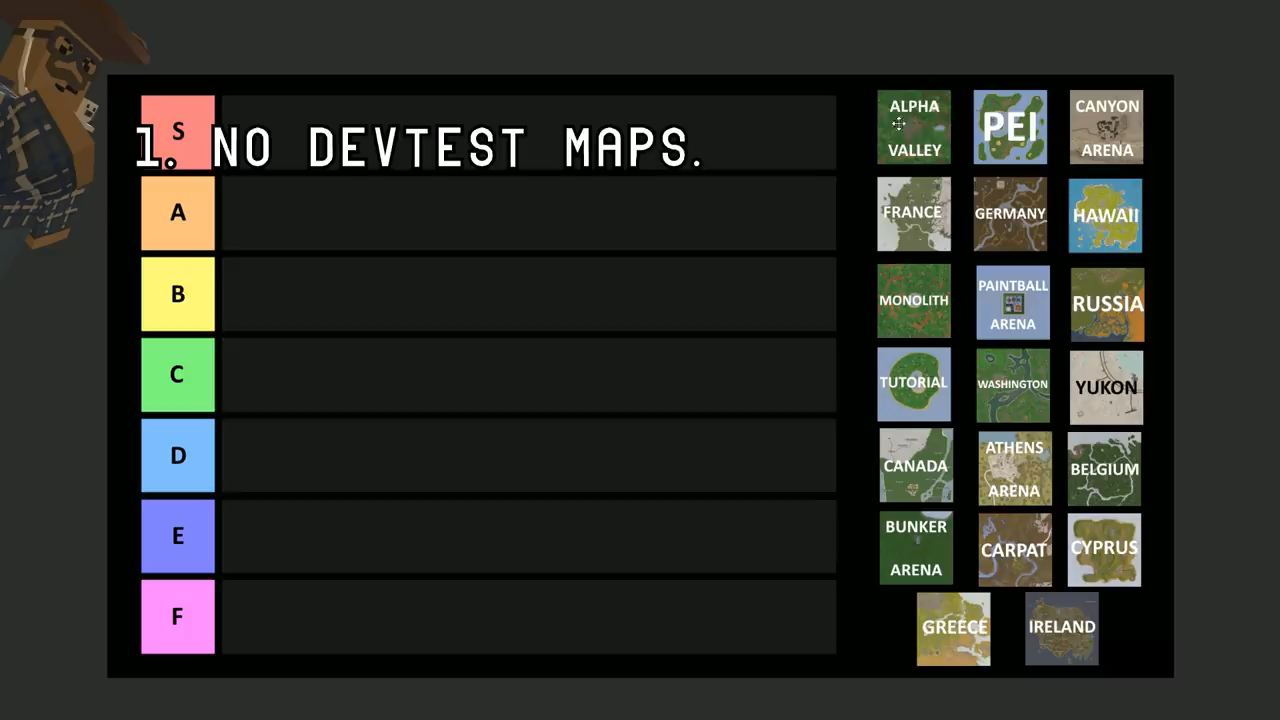 S
1. NO DEVTEST MAPS.
A
B
C
D
E
F
ALPHA
VALLEY
PEI
CANYON
ARENA
FRANCE
GERMANY
HAWAII
MONOLITH
PAINTBALL
ARENA
RUSSIA
TUTORIAL
WASHINGTON
YUKON
CANADA
ATHENS
ARENA
BELGIUM
BUNKER
ARENA
CARPAT
CYPRUS
GREECE
IRELAND